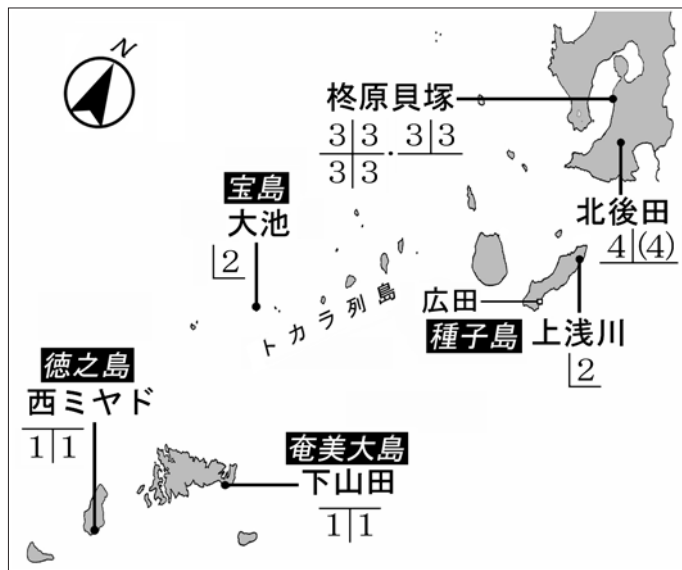 N
柊原貝塚
3|3 3|3
3|3・
宝島
大池
|2
北後田
4|(4)
トカラ列島
広田
種子島
上浅川
|2
徳之島
西ミヤド
1|1
奄美大島
下山田
1|1